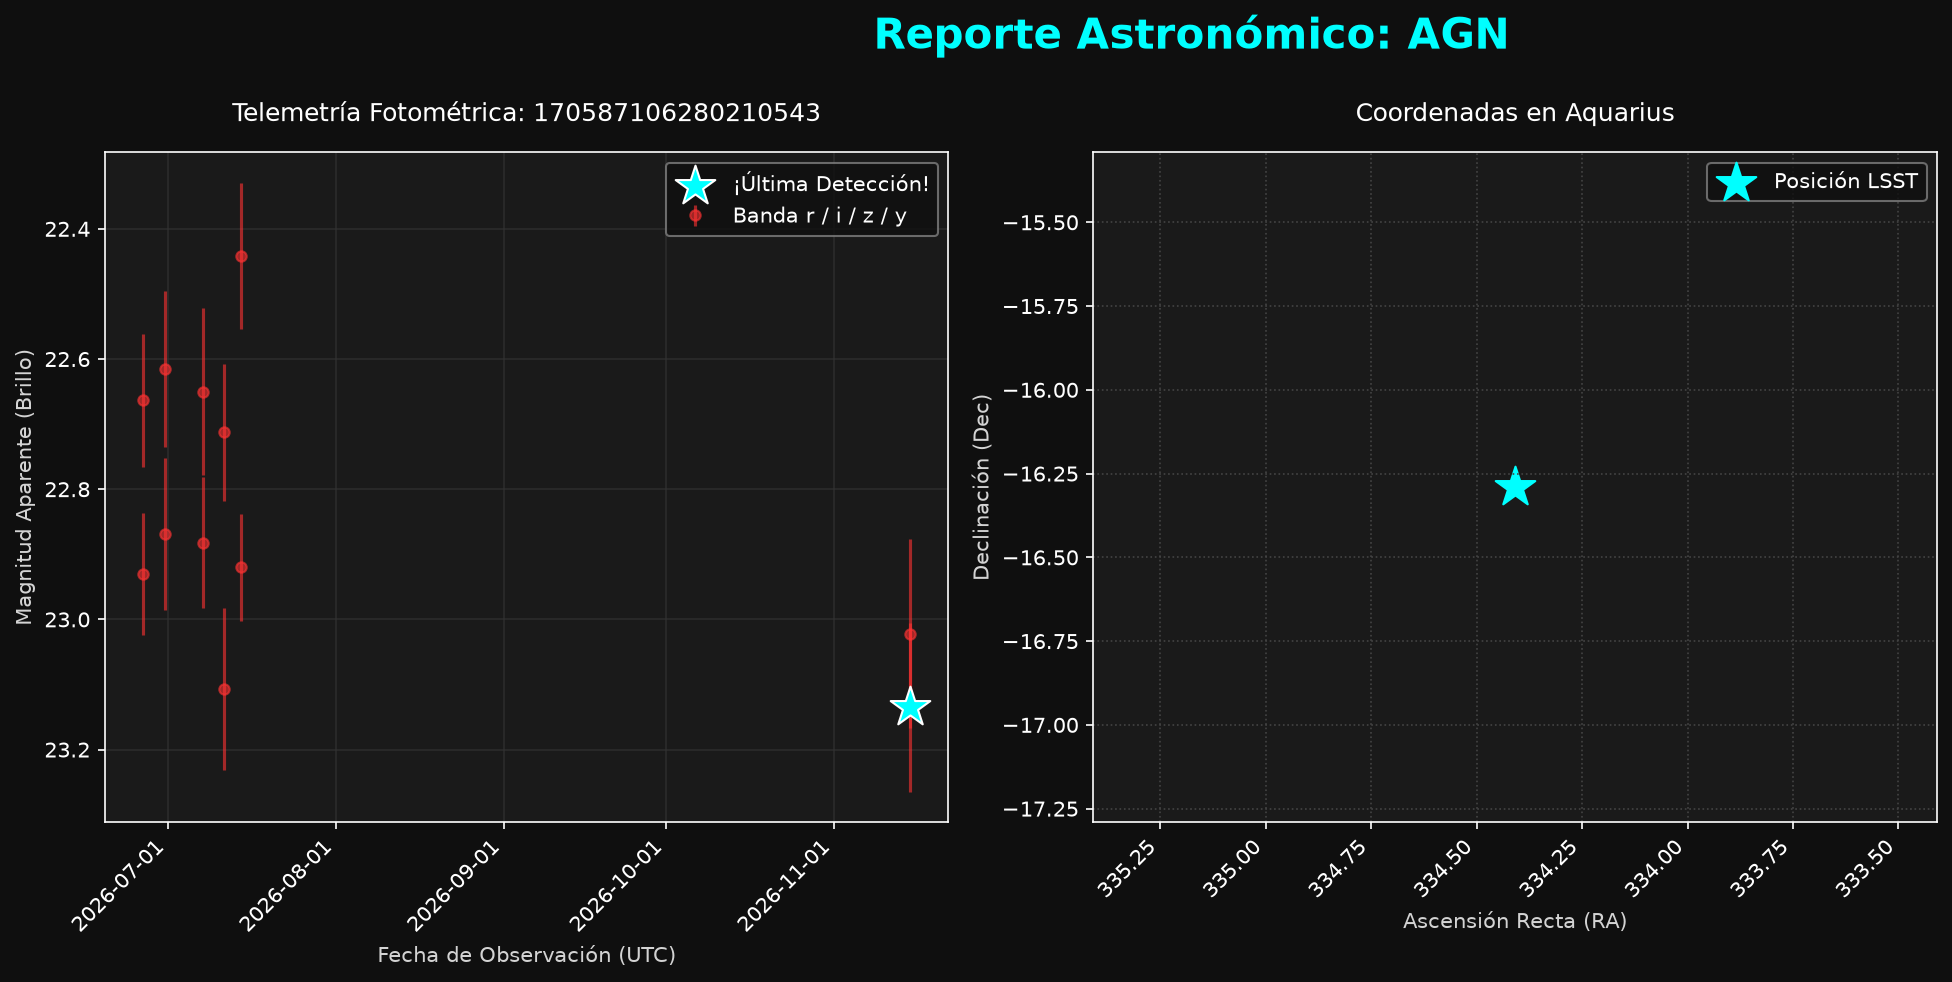 Reporte Astronómico: AGN
Telemetría Fotométrica: 170587106280210543
¡Última Detección!
Banda r / i / z / y
Magnitud Aparente (Brillo)
22.4
22.6
22.8
23.0
23.2
2026-07-01
2026-08-01
2026-09-01
2026-10-01
2026-11-01
Fecha de Observación (UTC)
Coordenadas en Aquarius
Posición LSST
Declinación (Dec)
−15.50
−15.75
−16.00
−16.25
−16.50
−16.75
−17.00
−17.25
335.25
335.00
334.75
334.50
334.25
334.00
333.75
333.50
Ascensión Recta (RA)